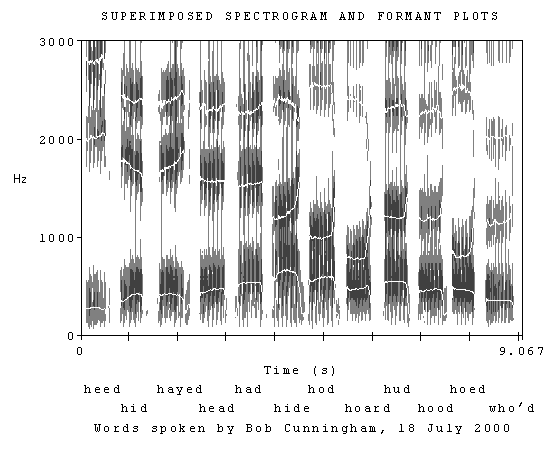 SUPERIMPOSED SPECTROGRAM AND FORMANT PLOTS
3000
2000
Hz
1000
0
0 9.067
Time (s)
heed hayed had hod hud hoed
hid head hide hoard hood who'd
Words spoken by Bob Cunningham, 18 July 2000